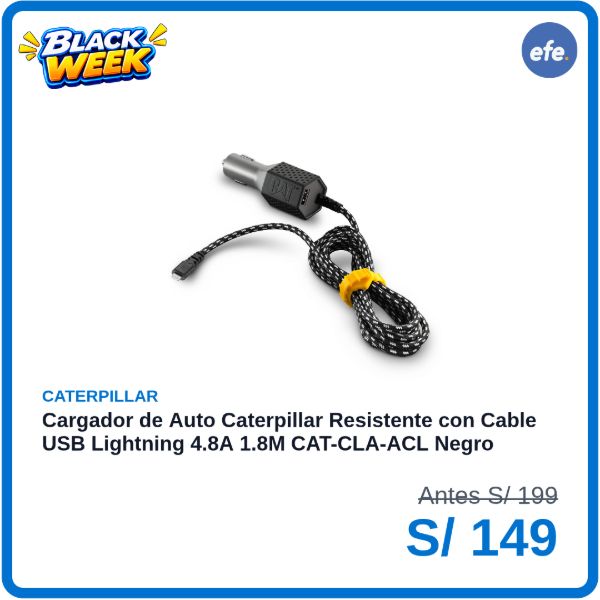 BLACK
WEEK
efe.
CAT
CATERPILLAR
Cargador de Auto Caterpillar Resistente con Cable
USB Lightning 4.8A 1.8M CAT-CLA-ACL Negro
Antes S/ 199
S/ 149